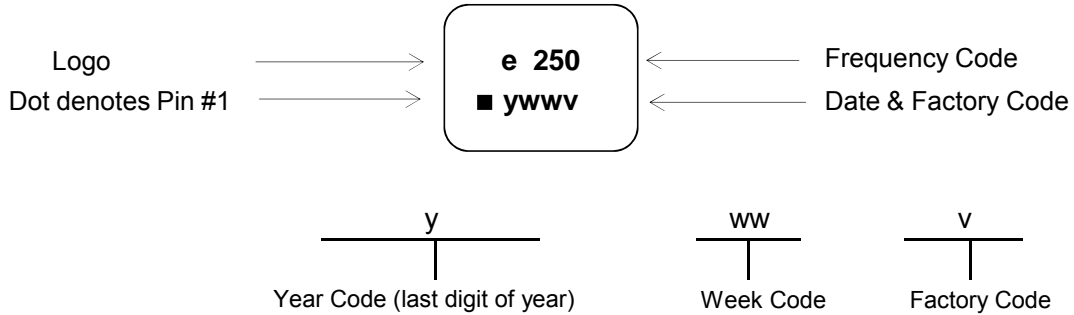 Logo e 250 Frequency Code
Dot denotes Pin #1 ■ ywwv Date & Factory Code
y ww v
Year Code (last digit of year) Week Code Factory Code